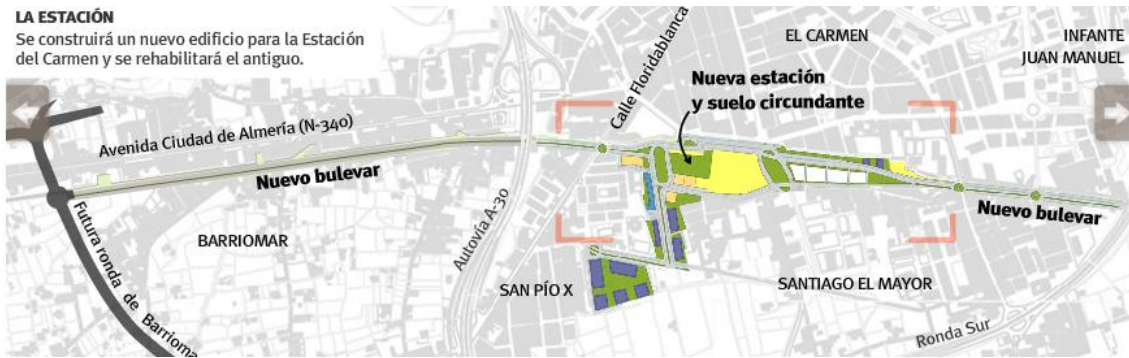 LA ESTACIÓN
Se construirá un nuevo edificio para la Estación
del Carmen y se rehabilitará el antiguo.
EL CARMEN
INFANTE
JUAN MANUEL
Calle Floridablanca
Nueva estación
y suelo circundante
Avenida Ciudad de Almería (N-340)
Nuevo bulevar
Nuevo bulevar
Futura ronda de Barrioma
BARRIOMAR
Autovía A-30
SAN PÍO X
SANTIAGO EL MAYOR
Ronda Sur